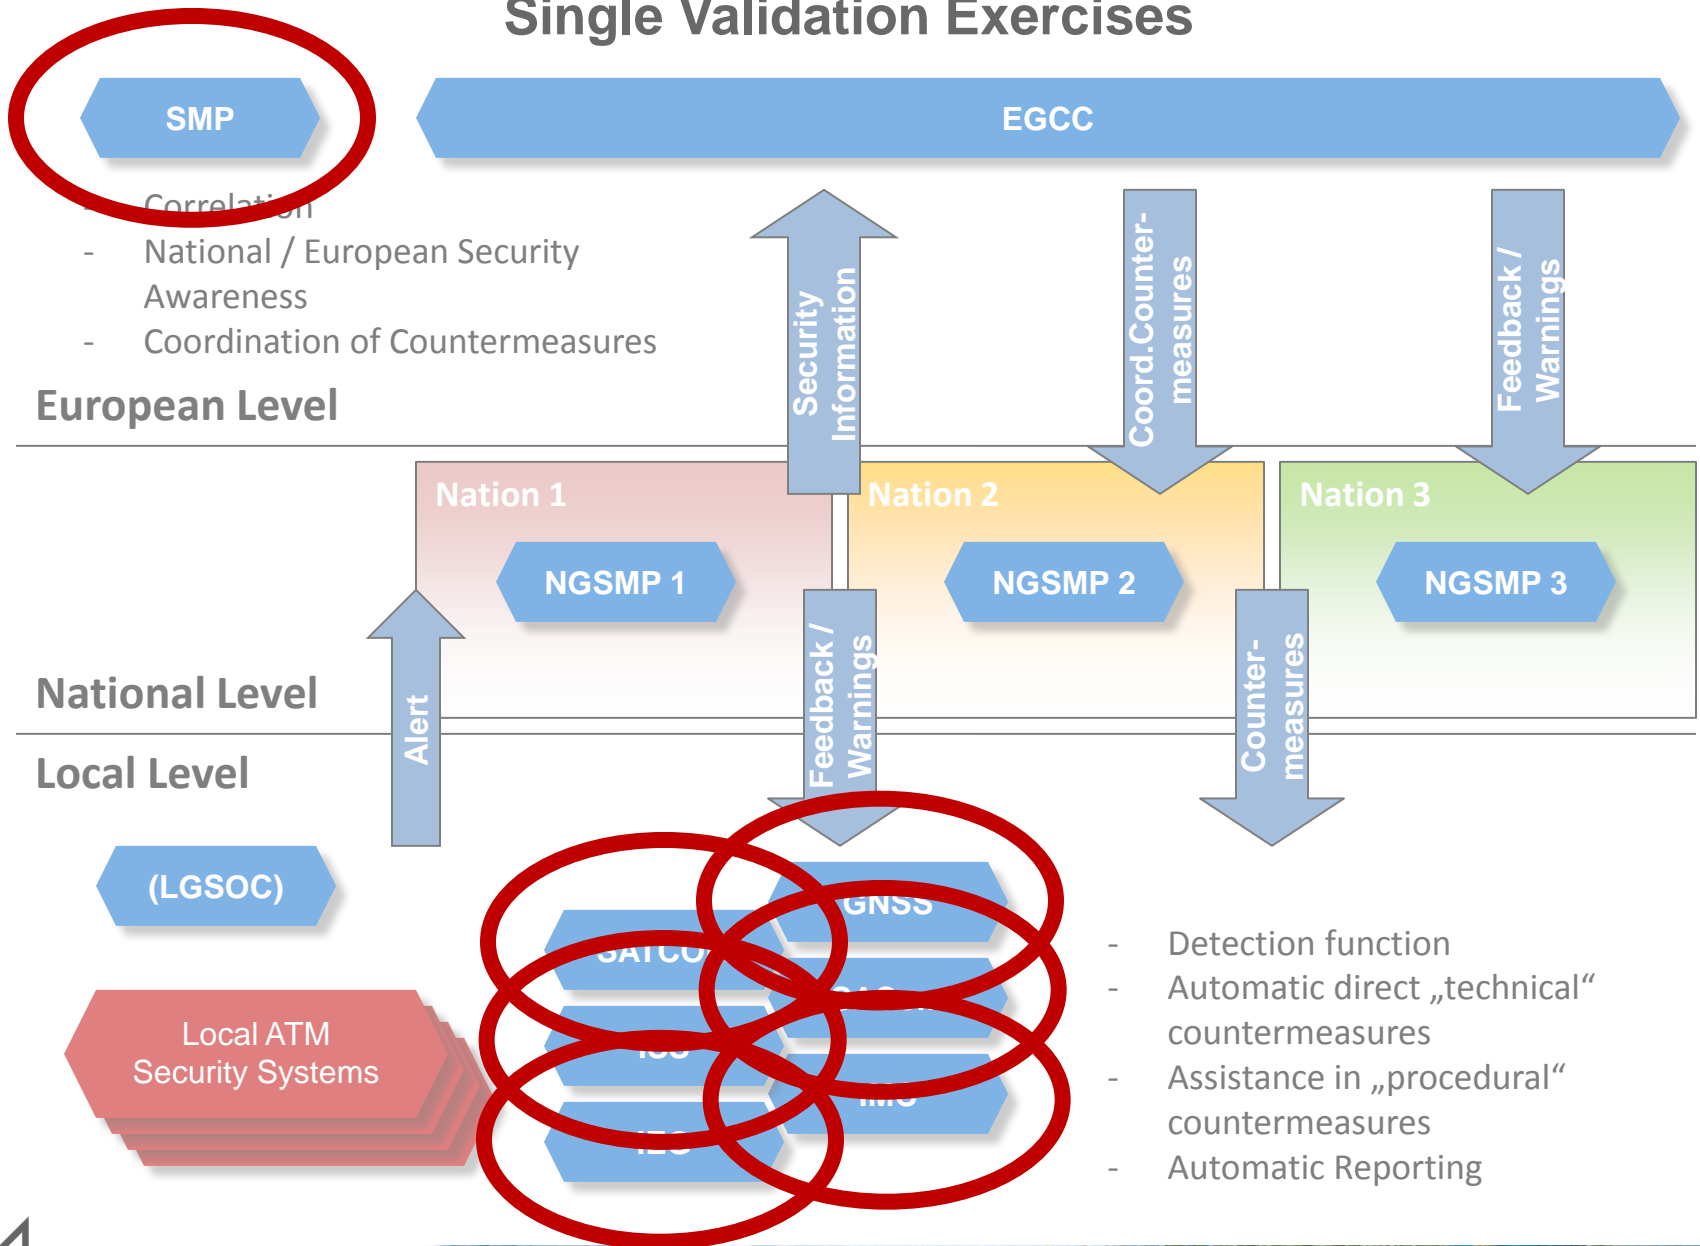 Single Validation Exercises
SMP
EGCC
- Correlation
- National / European Security
Awareness
- Coordination of Countermeasures
European Level
Security
Information
Coord.Counter-
measures
Feedback /
Warnings
Nation 1
Nation 2
Nation 3
NGSMP 1
NGSMP 2
NGSMP 3
National Level
Alert
Feedback /
Warnings
Counter-
measures
Local Level
(LGSOC)
GNSS
Local ATM
Security Systems
- Detection function
- Automatic direct „technical“
countermeasures
- Assistance in „procedural“
countermeasures
- Automatic Reporting